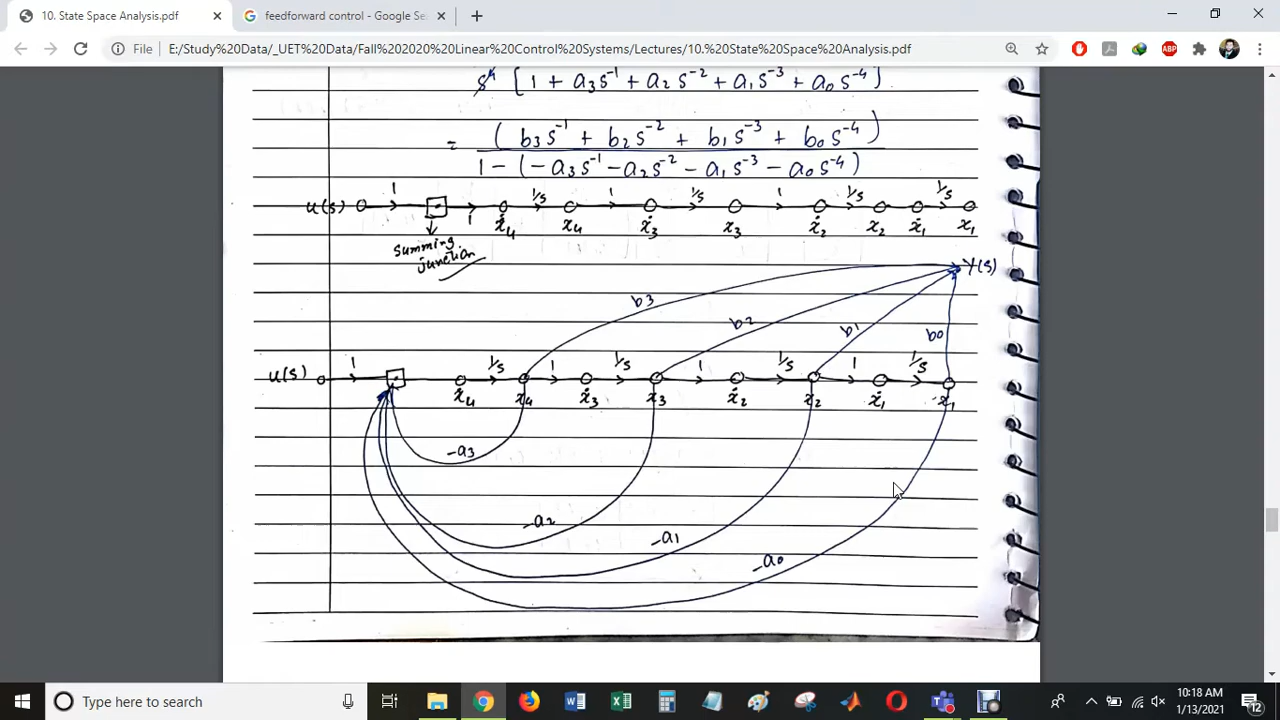 10. State Space Analysis.pdf
feedforward control - Google Se
File E:/Study%20Data/_UET%20Data/Fall%202020%20Linear%20Control%20Systems/Lectures/10.%20State%20Space%20Analysis.pdf
s⁴ [1 + a₃s⁻¹ + a₂s⁻² + a₁s⁻³ + a₀s⁻⁴]
= (b₃s⁻¹ + b₂s⁻² + b₁s⁻³ + b₀s⁻⁴)
1 - (-a₃s⁻¹ - a₂s⁻² - a₁s⁻³ - a₀s⁻⁴)
1 1/s 1 1/s 1 1/s 1/s
u(s) 1 ẋ₄ x₄ ẋ₃ x₃ ẋ₂ x₂ ẋ₁ x₁
summing
junction
Y(s)
b₃ b₂ b₁ b₀
1 1/s 1 1/s 1 1/s 1 1/s
u(s) ẋ₄ x₄ ẋ₃ x₃ ẋ₂ x₂ ẋ₁ x₁
-a₃
-a₂
-a₁
-a₀
Type here to search
10:18 AM
1/13/2021
12